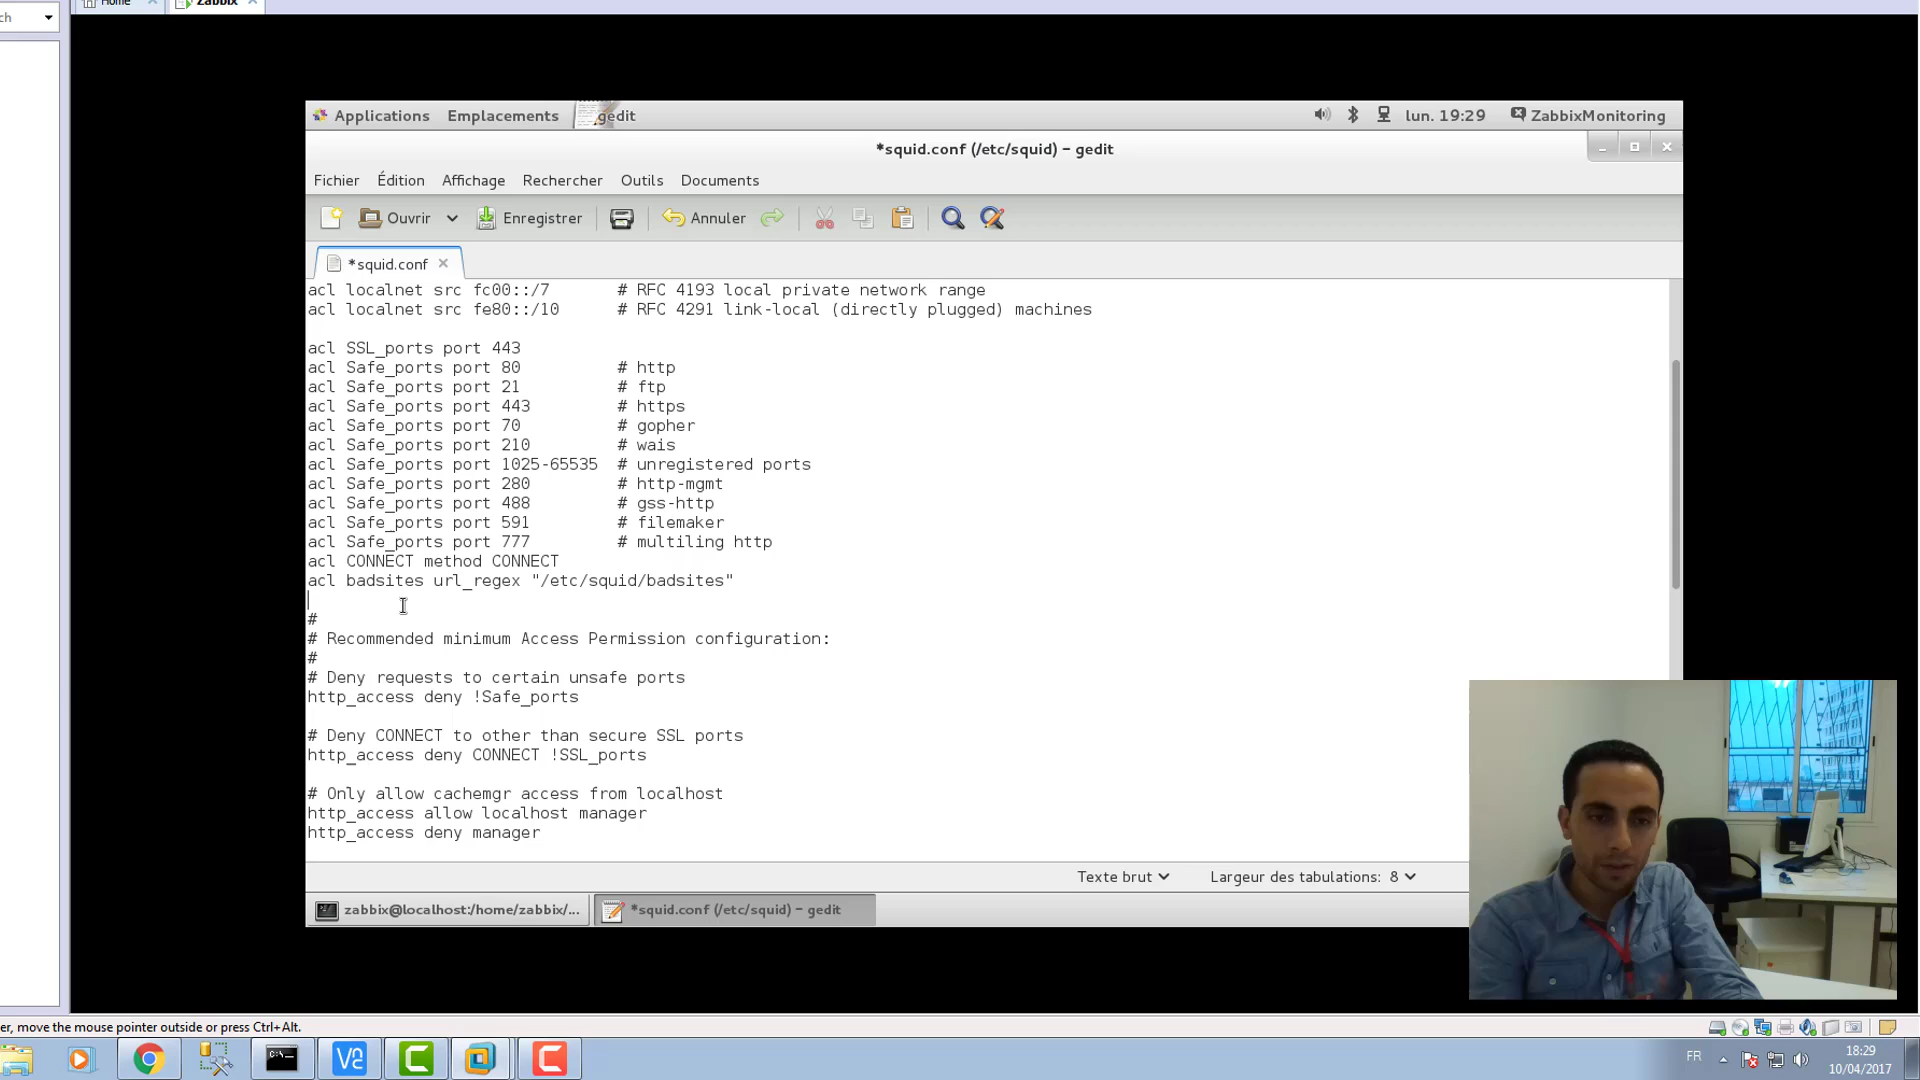 ch
Home
Zabbix
Applications Emplacements gedit lun. 19:29 ZabbixMonitoring
*squid.conf (/etc/squid) – gedit
Fichier Édition Affichage Rechercher Outils Documents
Ouvrir Enregistrer Annuler
*squid.conf
acl localnet src fc00::/7 # RFC 4193 local private network range
acl localnet src fe80::/10 # RFC 4291 link-local (directly plugged) machines
acl SSL_ports port 443
acl Safe_ports port 80 # http
acl Safe_ports port 21 # ftp
acl Safe_ports port 443 # https
acl Safe_ports port 70 # gopher
acl Safe_ports port 210 # wais
acl Safe_ports port 1025-65535 # unregistered ports
acl Safe_ports port 280 # http-mgmt
acl Safe_ports port 488 # gss-http
acl Safe_ports port 591 # filemaker
acl Safe_ports port 777 # multiling http
acl CONNECT method CONNECT
acl badsites url_regex "/etc/squid/badsites"
#
# Recommended minimum Access Permission configuration:
#
# Deny requests to certain unsafe ports
http_access deny !Safe_ports
# Deny CONNECT to other than secure SSL ports
http_access deny CONNECT !SSL_ports
# Only allow cachemgr access from localhost
http_access allow localhost manager
http_access deny manager
Texte brut Largeur des tabulations: 8
zabbix@localhost:/home/zabbix/... *squid.conf (/etc/squid) – gedit
er, move the mouse pointer outside or press Ctrl+Alt.
FR 18:29
10/04/2017